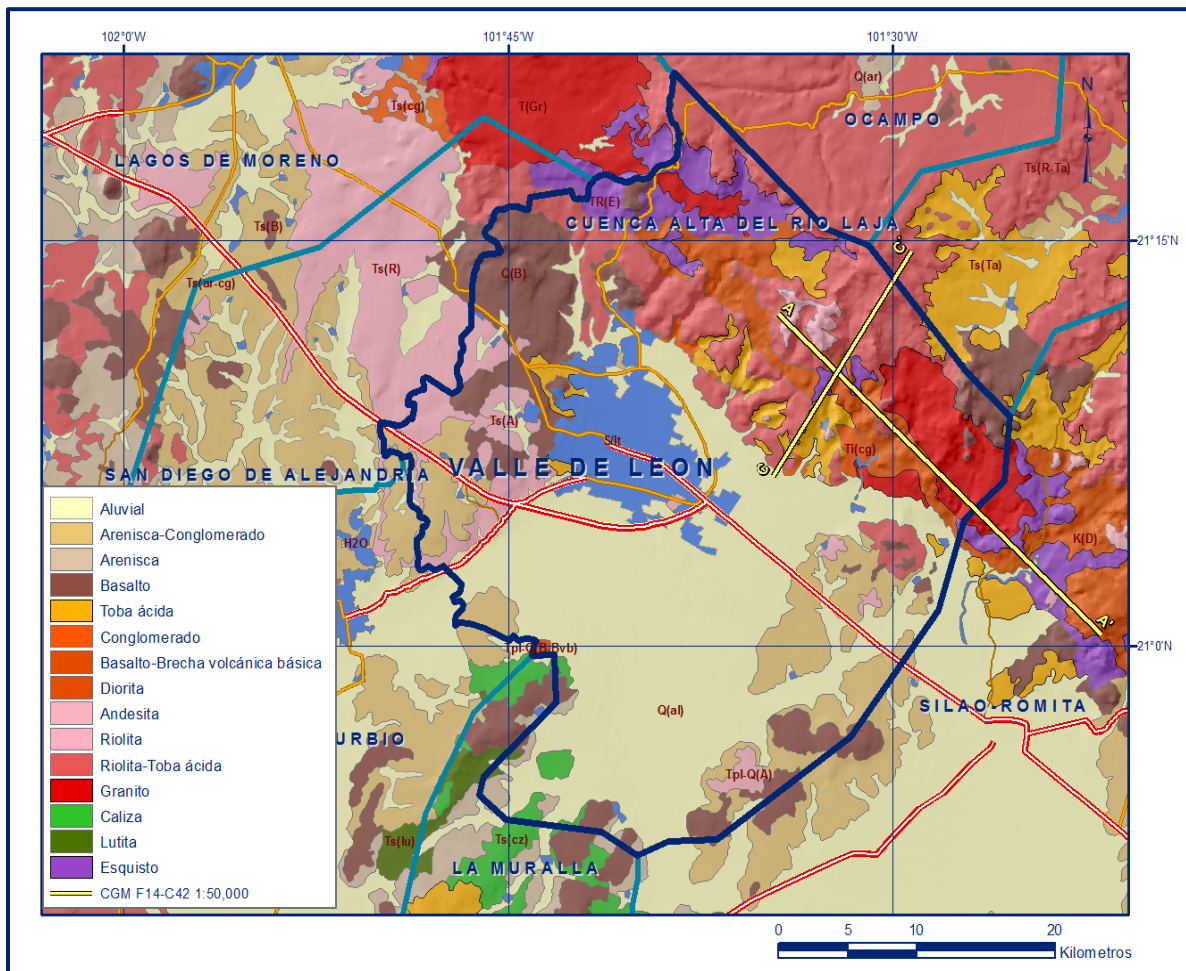 102°0'W
101°45'W
101°30'W
Q(ar)
Ts(cg)
T(Gr)
N
OCAMPO
LAGOS DE MORENO
Ts(R-Ta)
TR(E)
Ts(B)
CUENCA ALTA DEL RIO LAJA
21°15'N
Ts(ar-cg)
Ts(R)
Q(B)
Ts(Ta)
A
Ts(A)
S/lt
Ti(cg)
VALLE DE LEON
SAN DIEGO DE ALEJANDRIA
H2O
K(D)
A'
Tpl-Q(B-Bvb)
21°0'N
Q(al)
SILAO-ROMITA
URBIO
Tpl-Q(A)
Ts(lu)
Ts(cz)
LA MURALLA
Aluvial
Arenisca-Conglomerado
Arenisca
Basalto
Toba ácida
Conglomerado
Basalto-Brecha volcánica básica
Diorita
Andesita
Riolita
Riolita-Toba ácida
Granito
Caliza
Lutita
Esquisto
CGM F14-C42 1:50,000
0 5 10 20
Kilometros